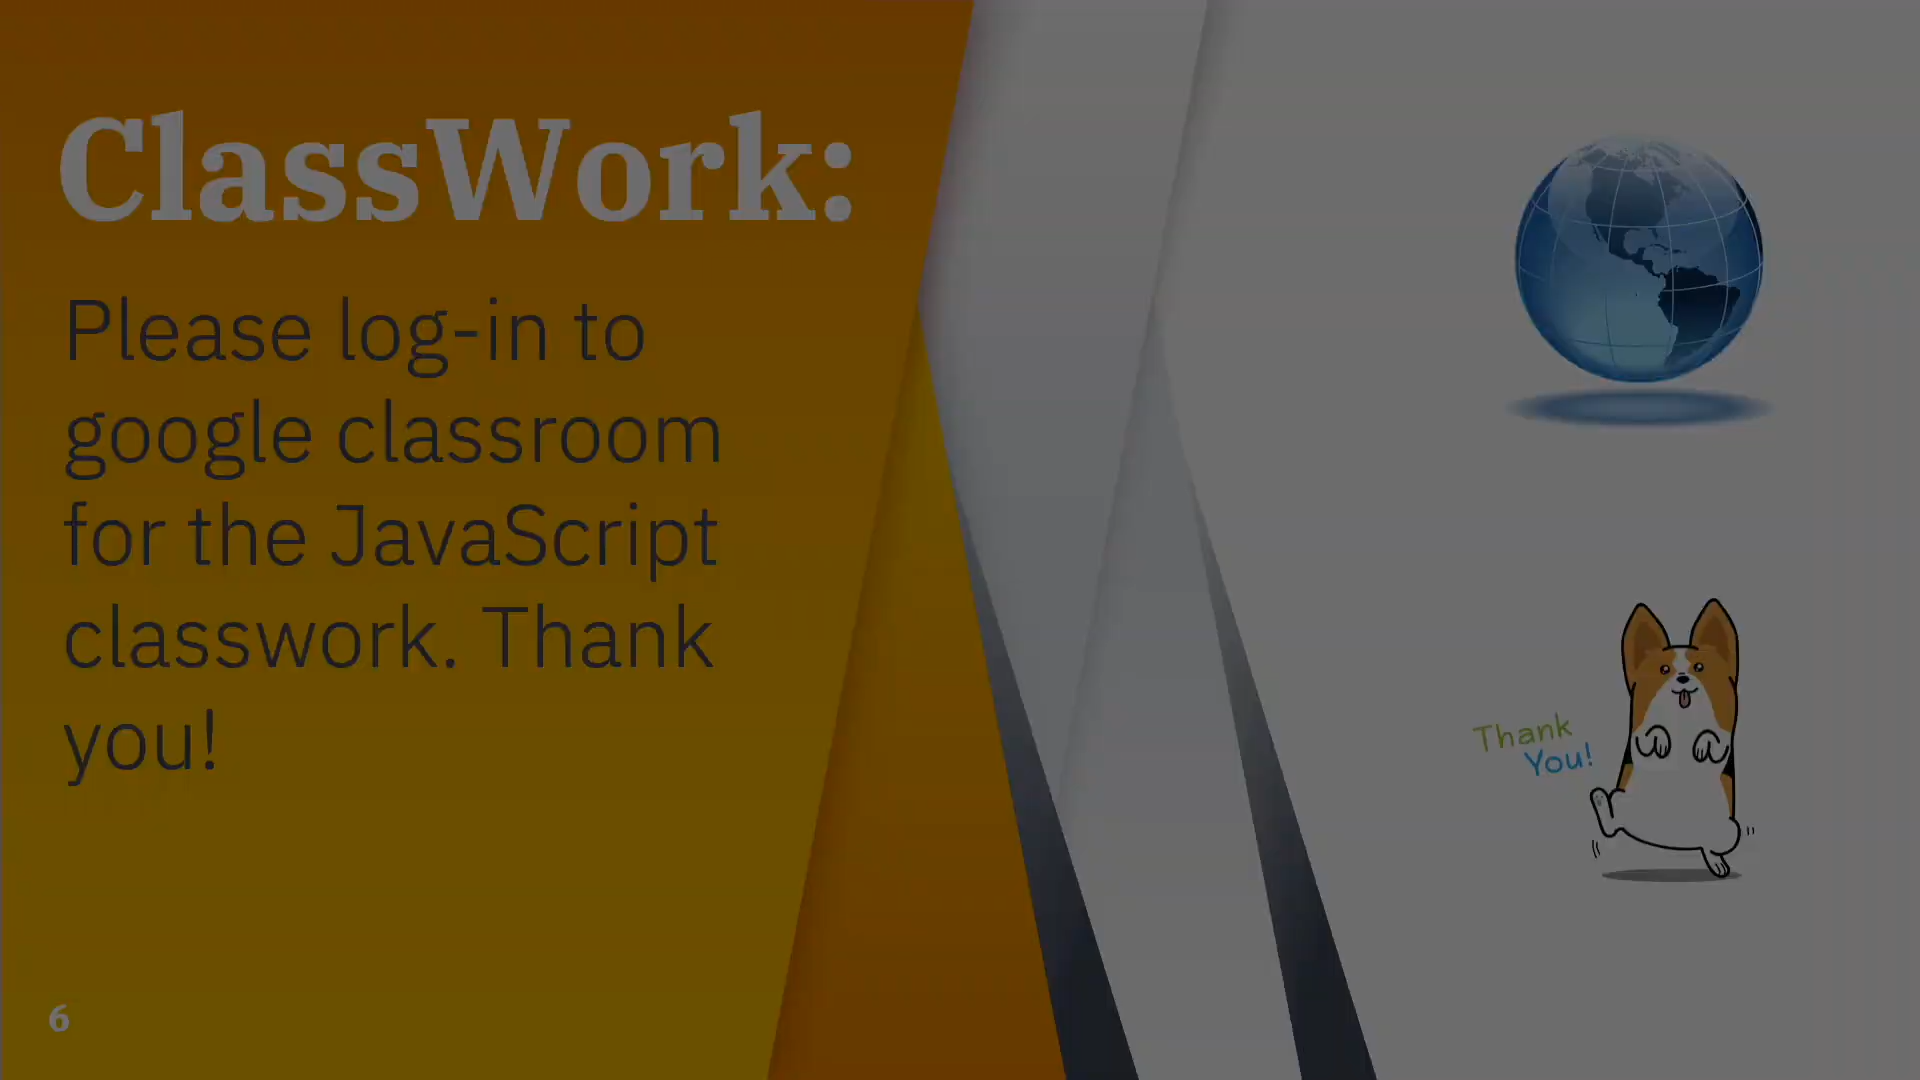 ClassWork:
Please log-in to
google classroom
for the JavaScript
classwork. Thank
you!
Thank
You!
6